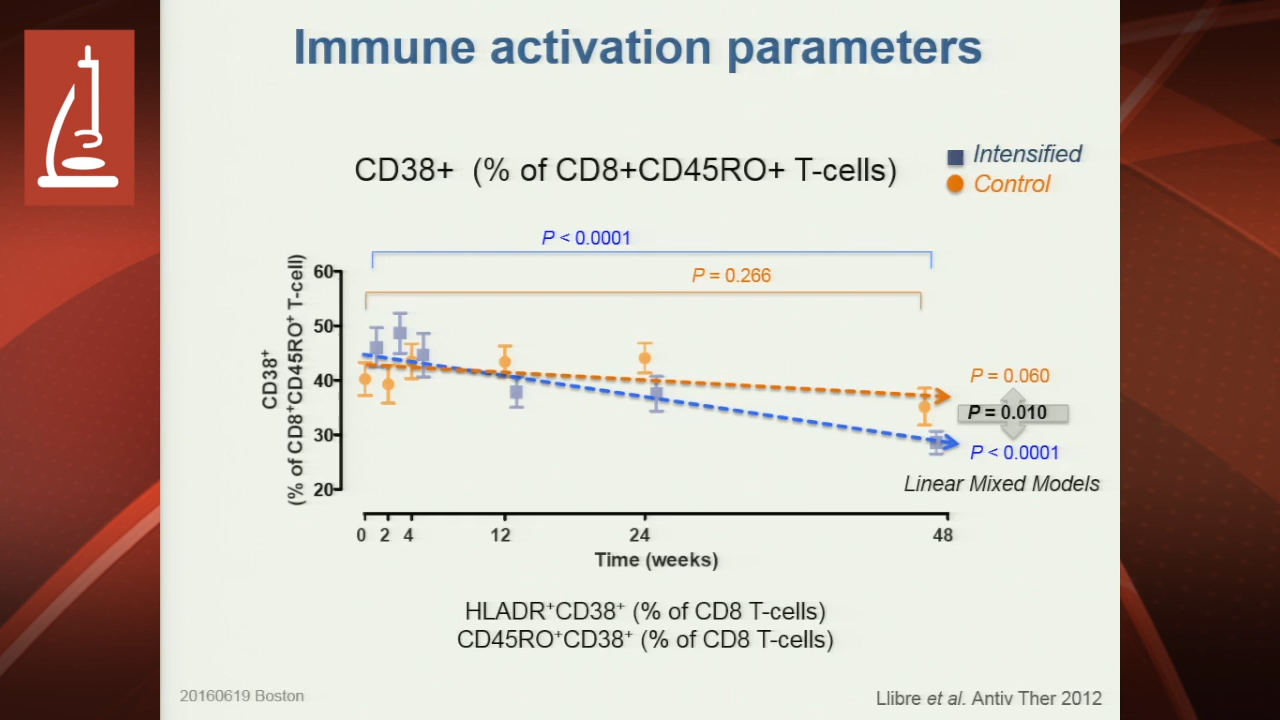 Immune activation parameters
CD38+ (% of CD8+CD45RO+ T-cells)
Intensified
Control
P < 0.0001
P = 0.266
CD38⁺
(% of CD8⁺CD45RO⁺ T-cell)
60
50
40
30
20
P = 0.060
P = 0.010
P < 0.0001
Linear Mixed Models
0 2 4 12 24 48
Time (weeks)
HLADR⁺CD38⁺ (% of CD8 T-cells)
CD45RO⁺CD38⁺ (% of CD8 T-cells)
20160619 Boston
Llibre et al. Antiv Ther 2012